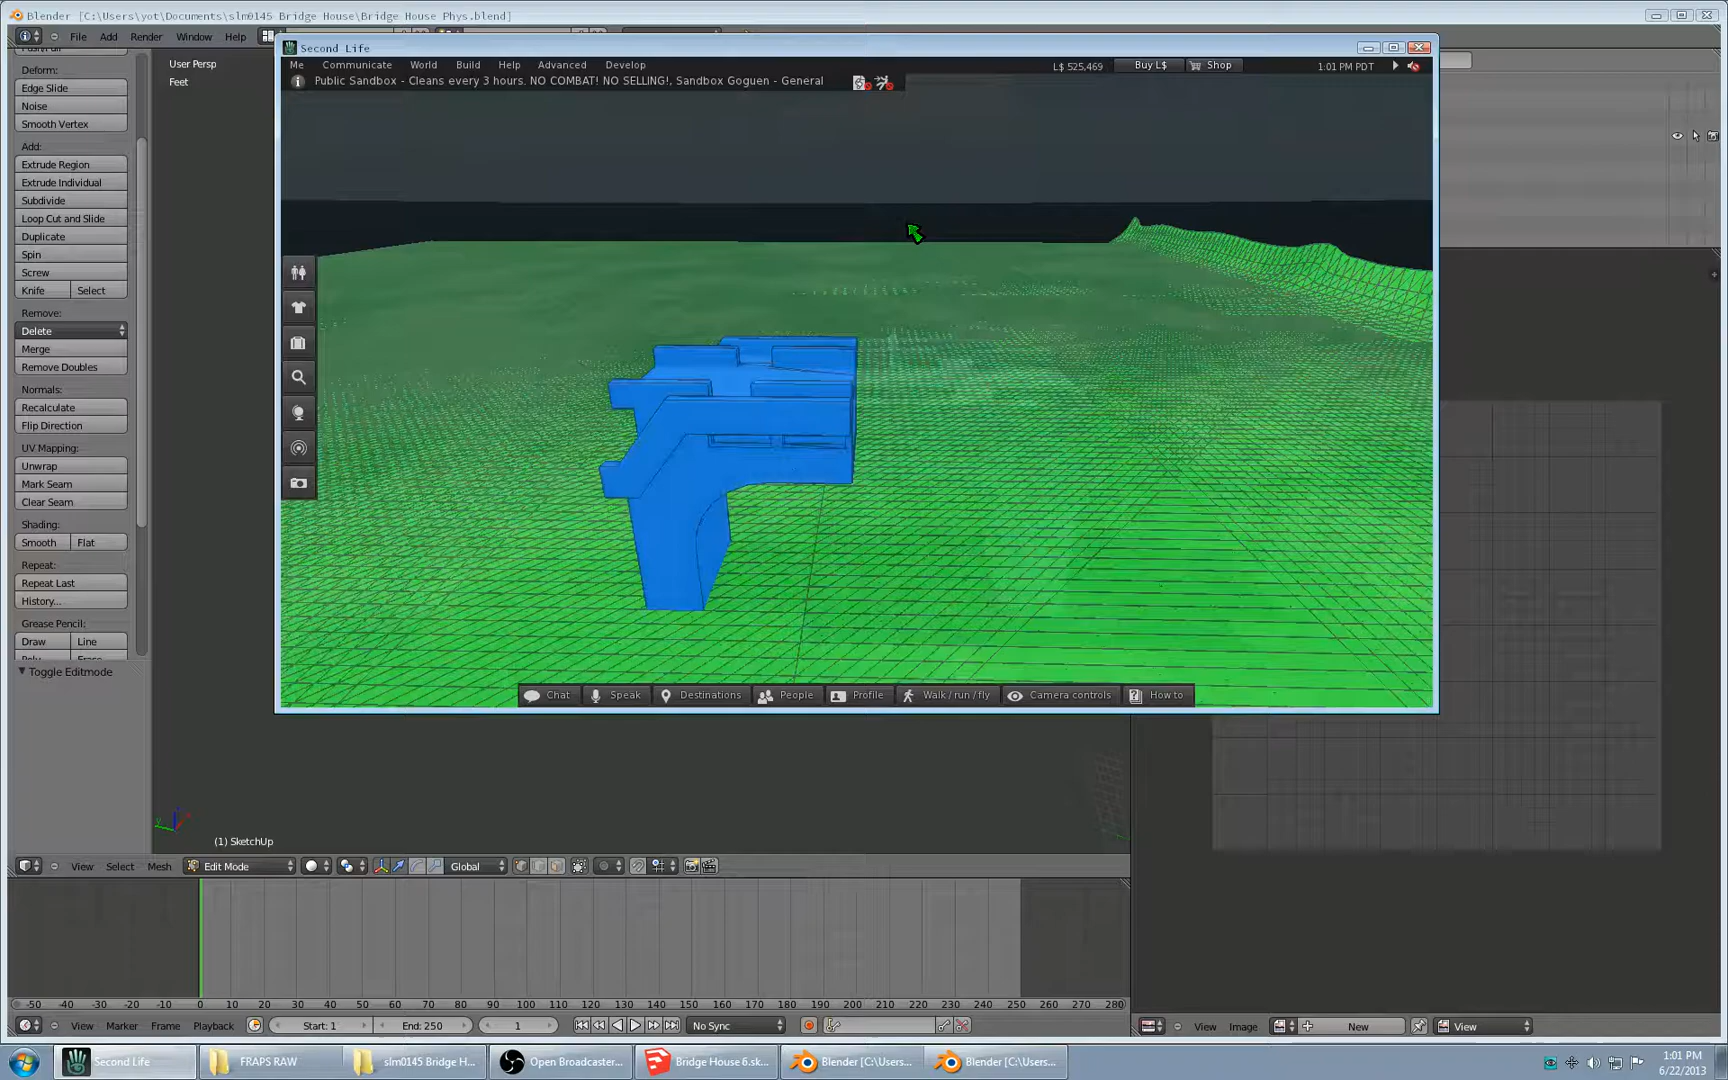 Blender [C:\Users\yot\Documents\slm0145 Bridge House\Bridge House Phys.blend]
File Add Render Window Help
Second Life
Me Communicate World Build Help Advanced Develop
L$ 525,469 Buy L$ Shop 1:01 PM PDT
Public Sandbox - Cleans every 3 hours. NO COMBAT! NO SELLING!, Sandbox Goguen - General
User Persp
Feet
Deform:
Edge Slide
Noise
Smooth Vertex
Add:
Extrude Region
Extrude Individual
Subdivide
Loop Cut and Slide
Duplicate
Spin
Screw
Knife Select
Remove:
Delete
Merge
Remove Doubles
Normals:
Recalculate
Flip Direction
UV Mapping:
Unwrap
Mark Seam
Clear Seam
Shading:
Smooth Flat
Repeat:
Repeat Last
History...
Grease Pencil:
Draw Line
Toggle Editmode
Chat Speak Destinations People Profile Walk / run / fly Camera controls How to
(1) SketchUp
View Select Mesh Edit Mode Global
-50 -40 -30 -20 -10 0 10 20 30 40 50 60 70 80 90 100 110 120 130 140 150 160 170 180 190 200 210 220 230 240 250 260 270 280
View Marker Frame Playback Start: 1 End: 250 1 No Sync
View Image New View
Second Life FRAPS RAW slm0145 Bridge H... Open Broadcaster... Bridge House 6.sk... Blender [C:\Users... Blender [C:\Users...
1:01 PM
6/22/2013